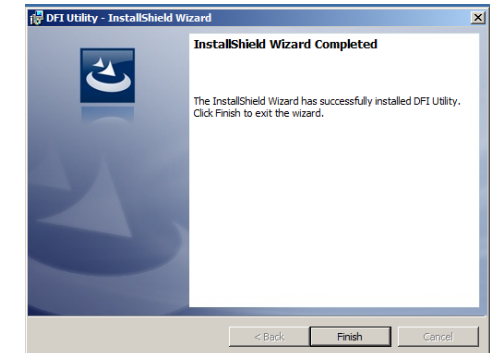 DFI Utility - InstallShield Wizard
InstallShield Wizard Completed
The InstallShield Wizard has successfully installed DFI Utility.
Click Finish to exit the wizard.
< Back
Finish
Cancel